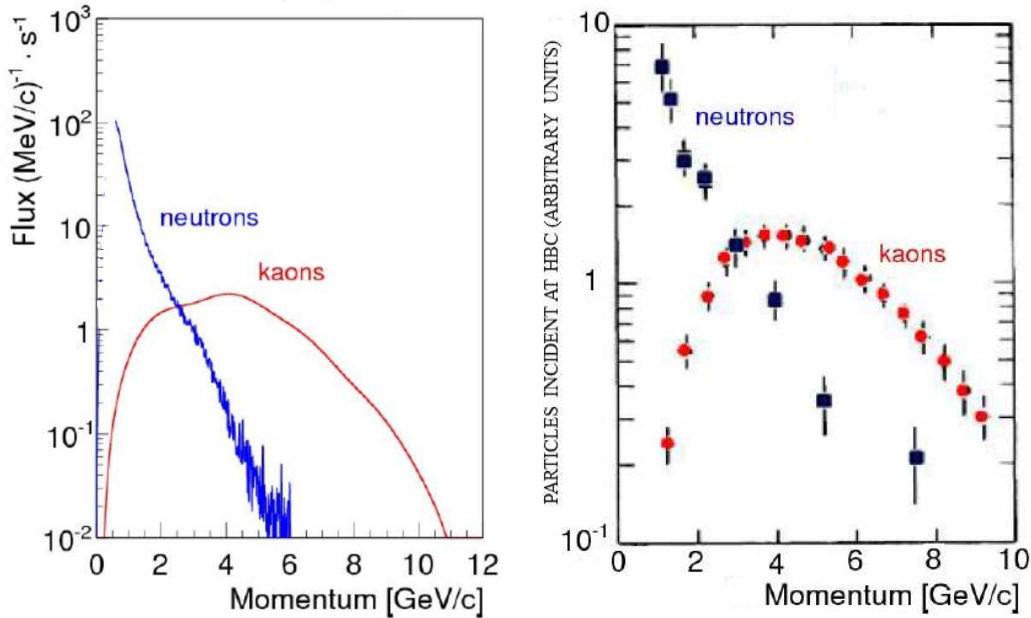 Flux (MeV/c)⁻¹ · s⁻¹
10³
10²
10
1
10⁻¹
10⁻²
neutrons
kaons
0 2 4 6 8 10 12
Momentum [GeV/c]
PARTICLES INCIDENT AT HBC (ARBITRARY UNITS)
10
1
10⁻¹
neutrons
kaons
0 2 4 6 8 10
Momentum [GeV/c]